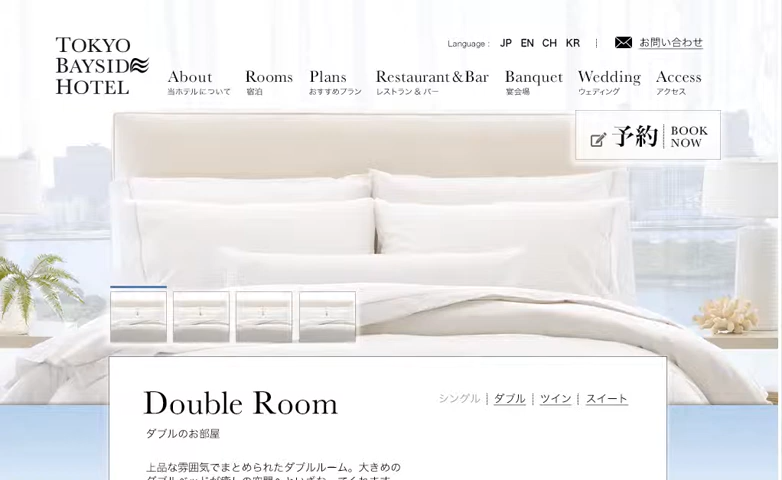 TOKYO
BAYSIDE
HOTEL
Language : JP EN CH KR
お問い合わせ
About Rooms Plans Restaurant & Bar Banquet Wedding Access
当ホテルについて 宿泊 おすすめプラン レストラン & バー 宴会場 ウェディング アクセス
予約 BOOK NOW
Double Room
シングル ダブル ツイン スイート
ダブルのお部屋
上品な雰囲気でまとめられたダブルルーム。大きめの